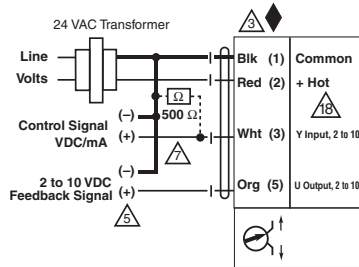 24 VAC Transformer
3
Line
Volts
Blk (1) Common
Red (2) + Hot
18
Ω
500 Ω
(–)
Control Signal
VDC/mA
(+)
7
Wht (3) Y Input, 2 to 10
(–)
2 to 10 VDC
Feedback Signal
(+)
5
Org (5) U Output, 2 to 10